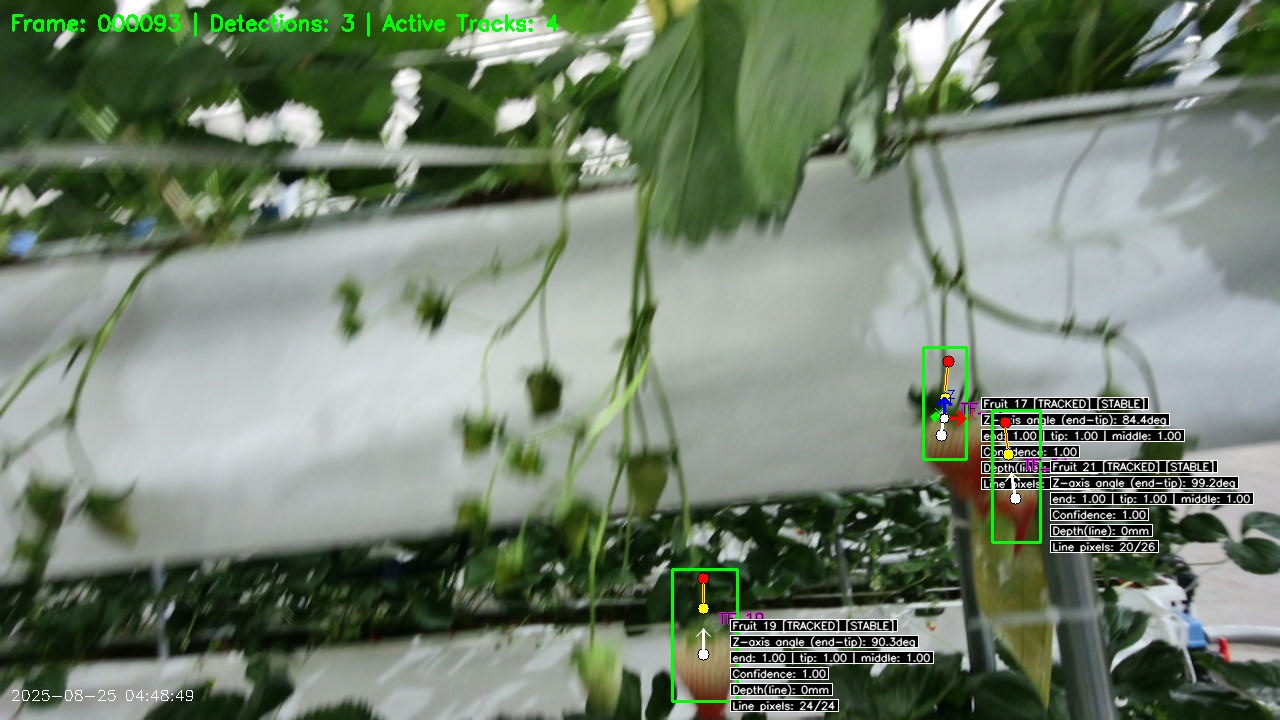 Frame: 000093 | Detections: 3 | Active Tracks: 4
Fruit 17 [TRACKED] [STABLE]
Z-axis angle (end-tip): 84.4deg
end: 1.00 | tip: 1.00 | middle: 1.00
Confidence: 1.00
Line pixels:
Fruit 21 [TRACKED] [STABLE]
Z-axis angle (end-tip): 99.2deg
end: 1.00 | tip: 1.00 | middle: 1.00
Confidence: 1.00
Depth(line): 0mm
Line pixels: 20/26
Z
Fruit 19 [TRACKED] [STABLE]
Z-axis angle (end-tip): 90.3deg
end: 1.00 | tip: 1.00 | middle: 1.00
Confidence: 1.00
Depth(line): 0mm
Line pixels: 24/24
2025-08-25 04:48:49